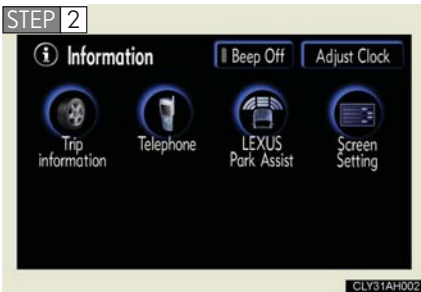 STEP 2
i Information
Beep Off
Adjust Clock
Trip
information
Telephone
LEXUS
Park Assist
Screen
Setting
CLY31AH002